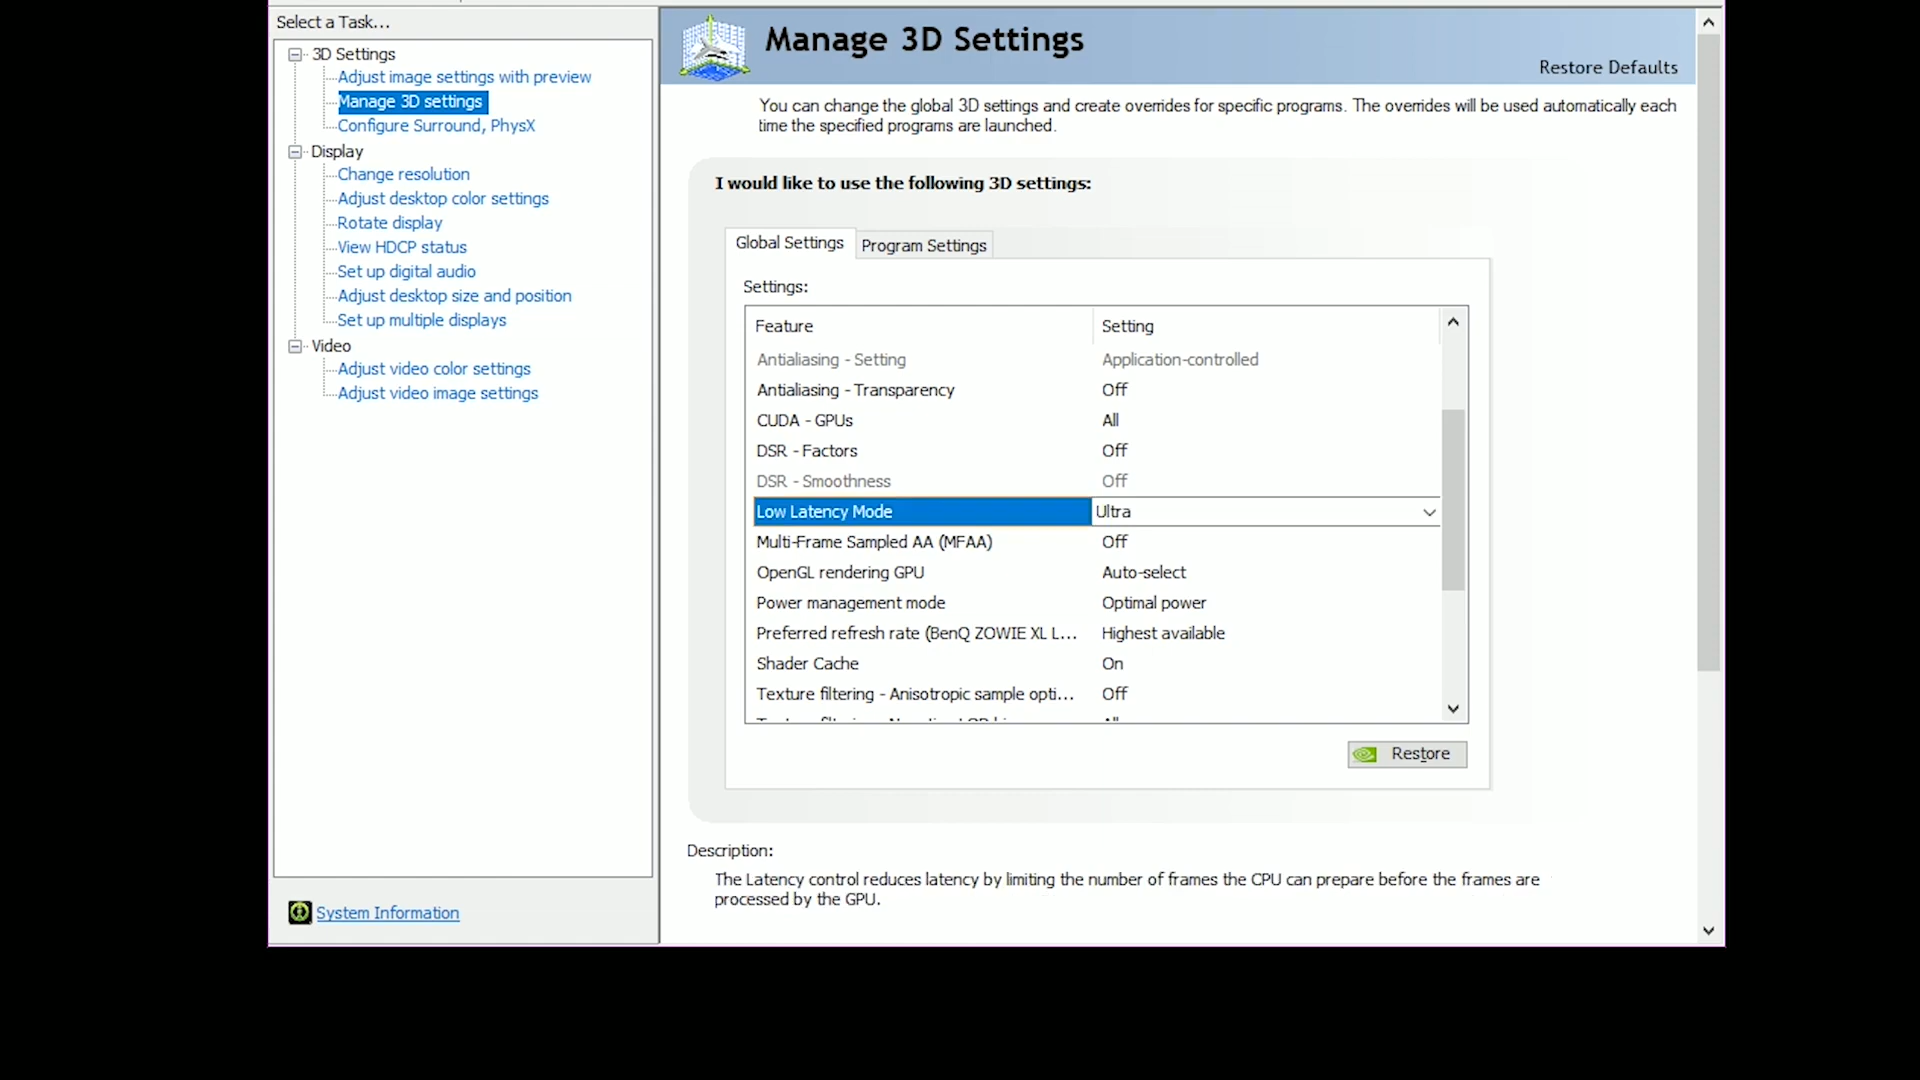 Select a Task...
3D Settings
Adjust image settings with preview
Manage 3D settings
Configure Surround, PhysX
Display
Change resolution
Adjust desktop color settings
Rotate display
View HDCP status
Set up digital audio
Adjust desktop size and position
Set up multiple displays
Video
Adjust video color settings
Adjust video image settings
System Information
Manage 3D Settings
Restore Defaults
You can change the global 3D settings and create overrides for specific programs. The overrides will be used automatically each
time the specified programs are launched.
I would like to use the following 3D settings:
Global Settings Program Settings
Settings:
Feature Setting
Antialiasing - Setting Application-controlled
Antialiasing - Transparency Off
CUDA - GPUs All
DSR - Factors Off
DSR - Smoothness Off
Low Latency Mode Ultra
Multi-Frame Sampled AA (MFAA) Off
OpenGL rendering GPU Auto-select
Power management mode Optimal power
Preferred refresh rate (BenQ ZOWIE XL L... Highest available
Shader Cache On
Texture filtering - Anisotropic sample opti... Off
Restore
Description:
The Latency control reduces latency by limiting the number of frames the CPU can prepare before the frames are
processed by the GPU.